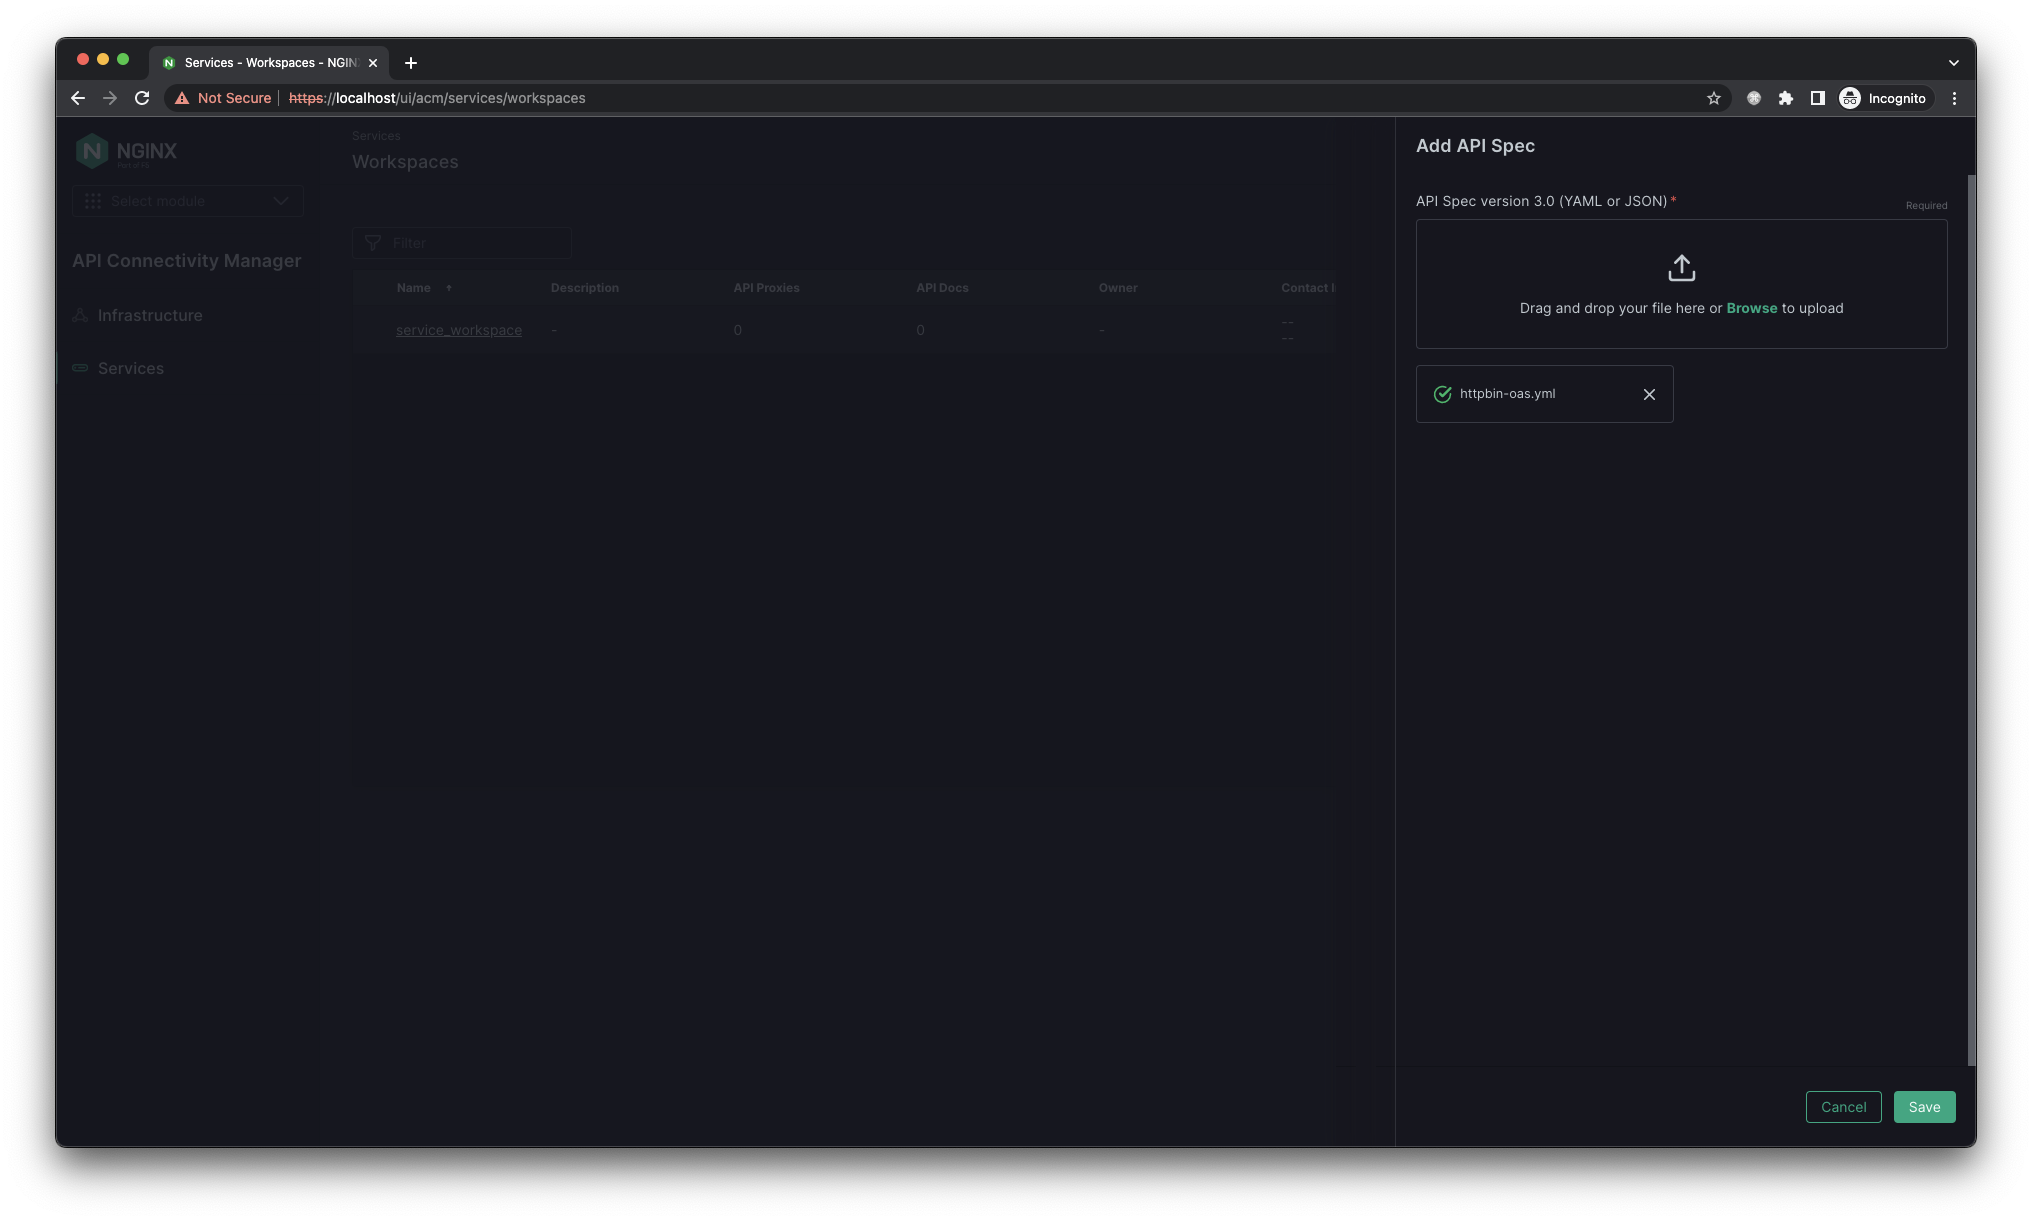 Services - Workspaces - NGIN
Not Secure | https://localhost/ui/acm/services/workspaces
Incognito
NGINX
Part of F5
Select module
API Connectivity Manager
Infrastructure
Services
Services
Workspaces
Filter
Name Description API Proxies API Docs Owner Contact I
service_workspace - 0 0 - --
--
Add API Spec
API Spec version 3.0 (YAML or JSON)*
Required
Drag and drop your file here or Browse to upload
httpbin-oas.yml
Cancel
Save